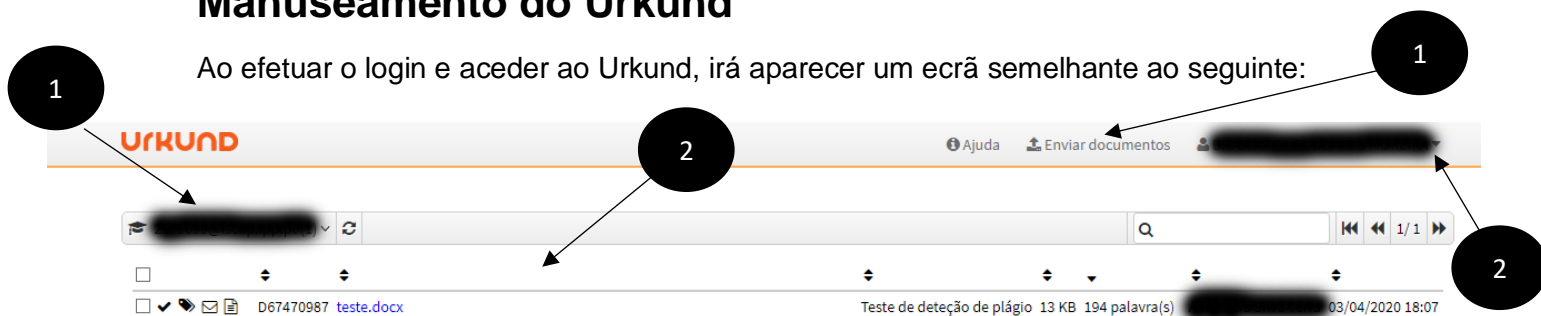 Manuseamento do Urkund
Ao efetuar o login e aceder ao Urkund, irá aparecer um ecrã semelhante ao seguinte:
1
1
URKUND
2
Ajuda Enviar documentos
1/1
2
D67470987 teste.docx Teste de deteção de plágio 13 KB 194 palavra(s) 03/04/2020 18:07